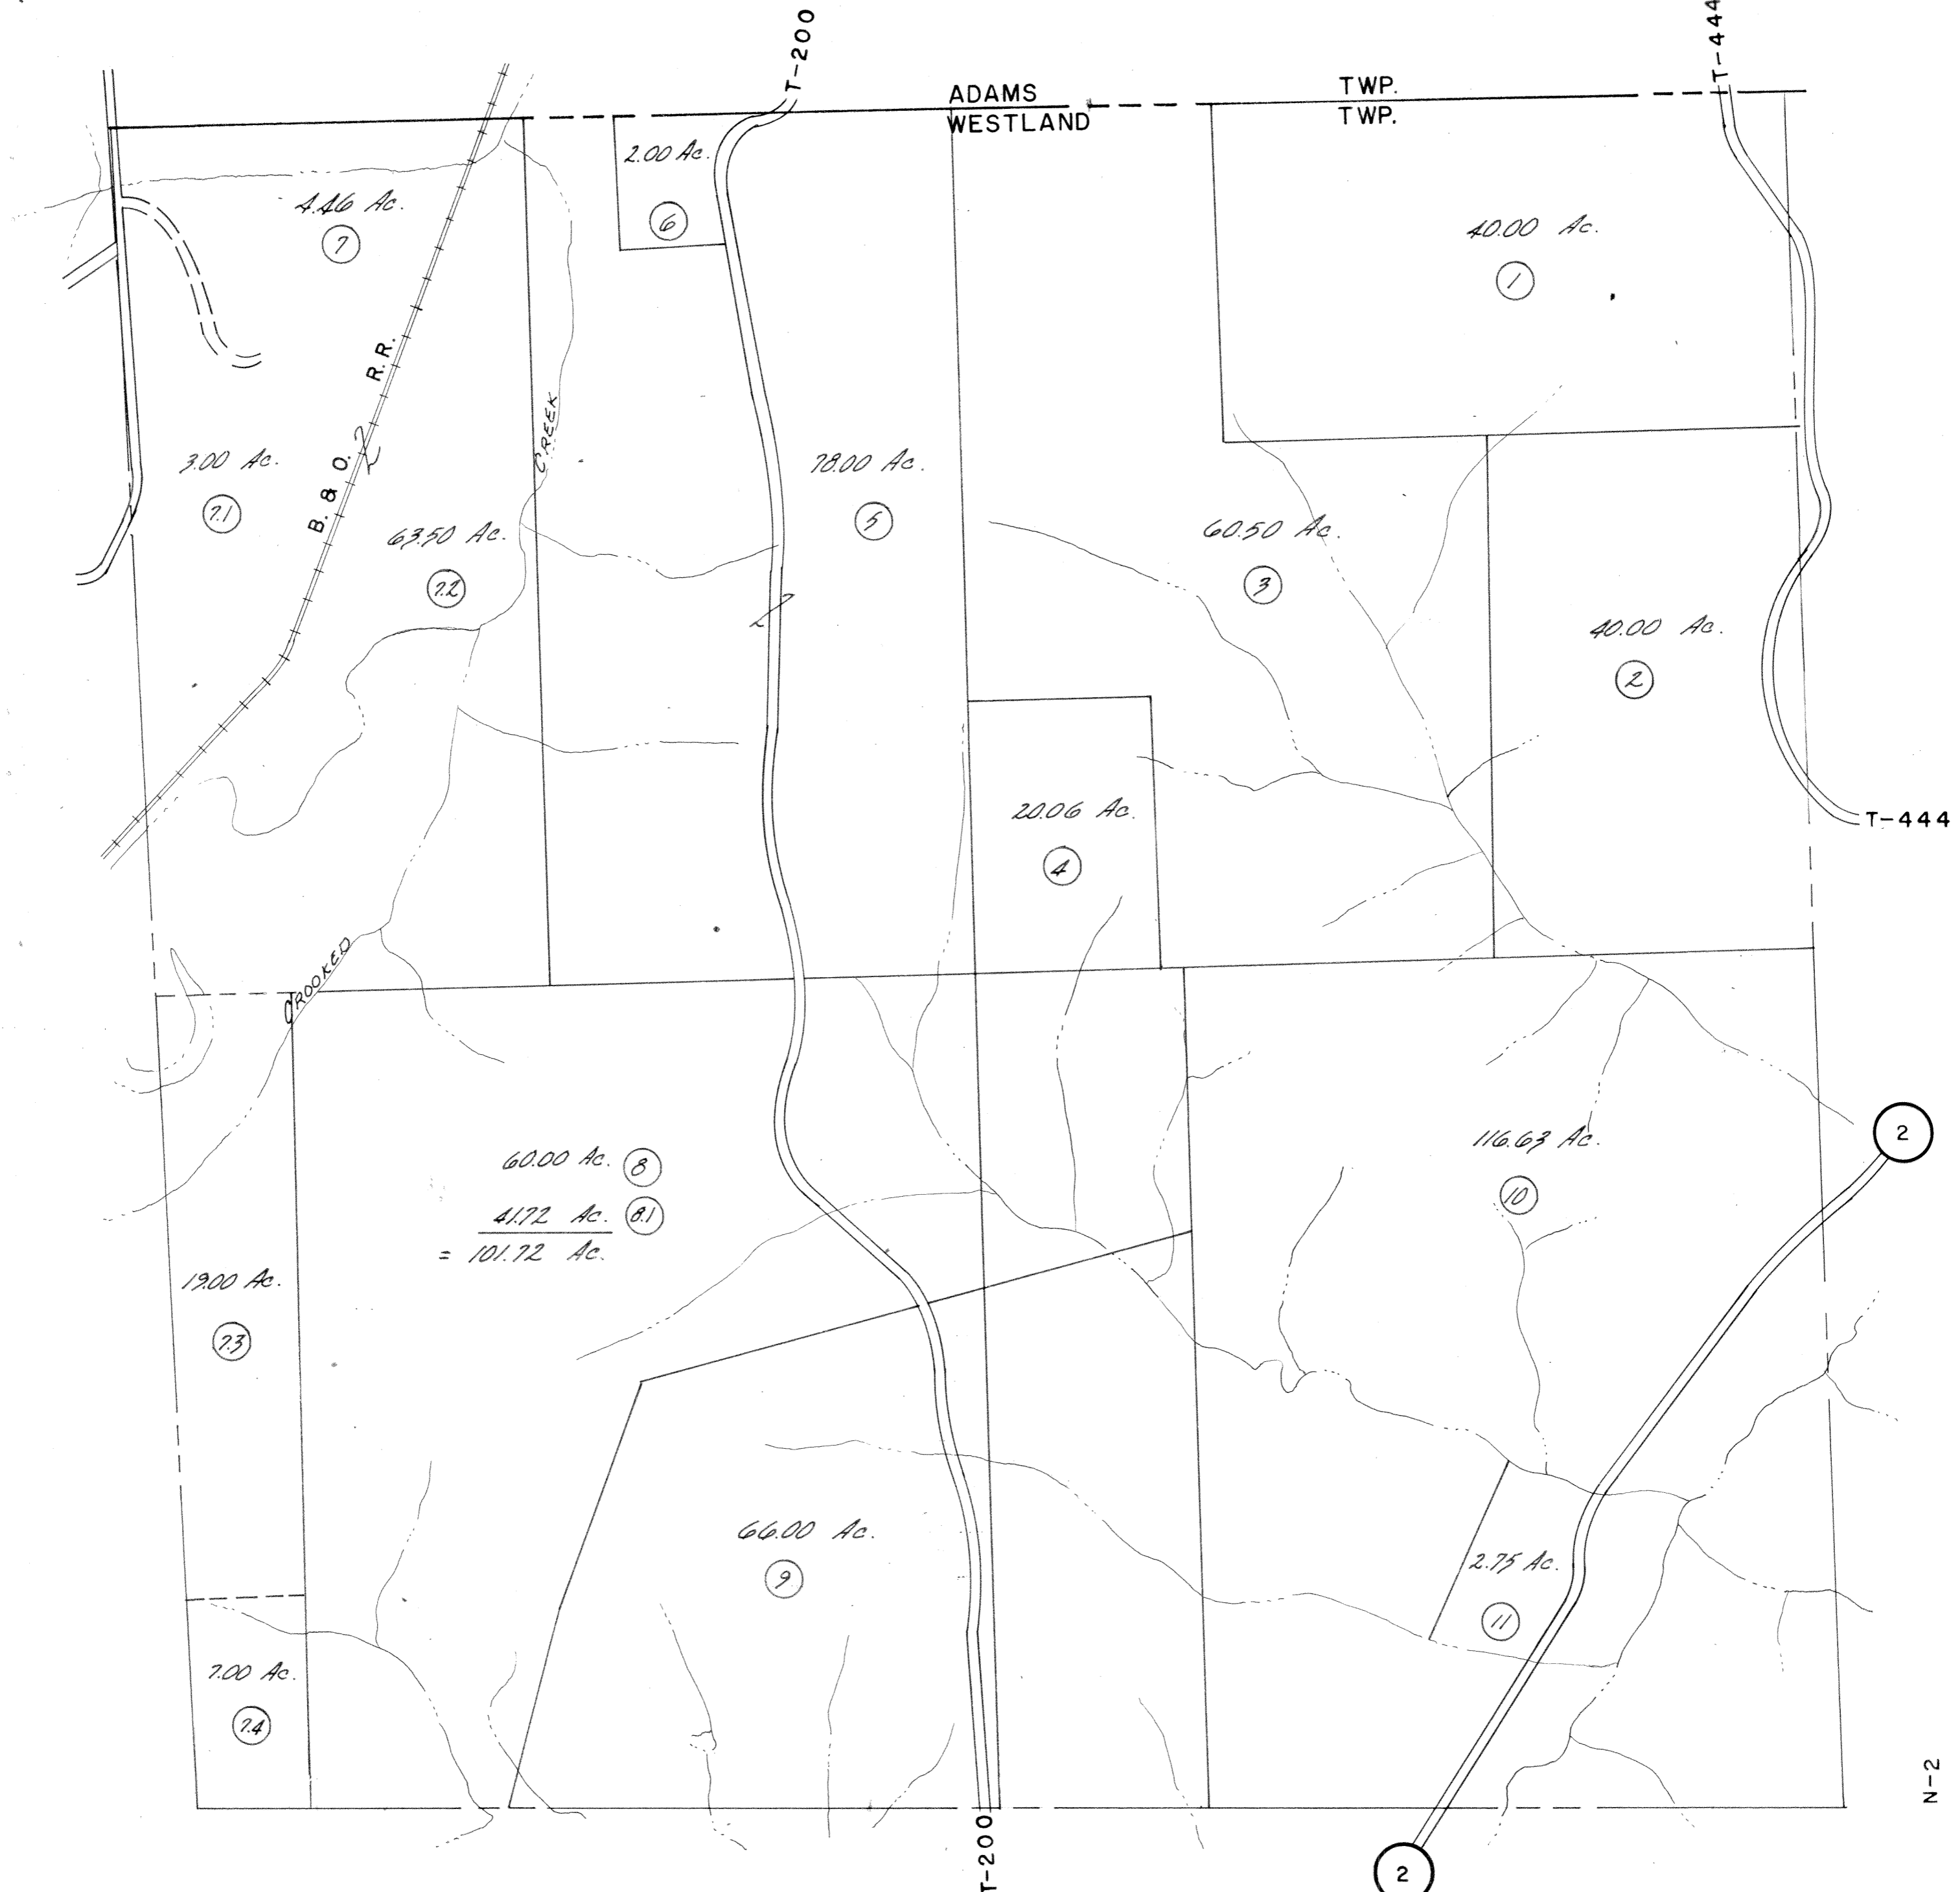 T-200
T-444
ADAMS TWP.
WESTLAND TWP.
2.00 Ac.
6
4.46 Ac.
7
40.00 Ac.
1
B. & O. R.R.
CREEK
3.00 Ac.
7.1
63.50 Ac.
7.2
78.00 Ac.
5
60.50 Ac.
3
40.00 Ac.
2
T-444
20.06 Ac.
4
CROOKED
60.00 Ac. 8
41.72 Ac. 8.1
= 101.72 Ac.
116.63 Ac.
10
2
19.00 Ac.
7.3
66.00 Ac.
9
2.75 Ac.
11
7.00 Ac.
7.4
N-2
T-200
2